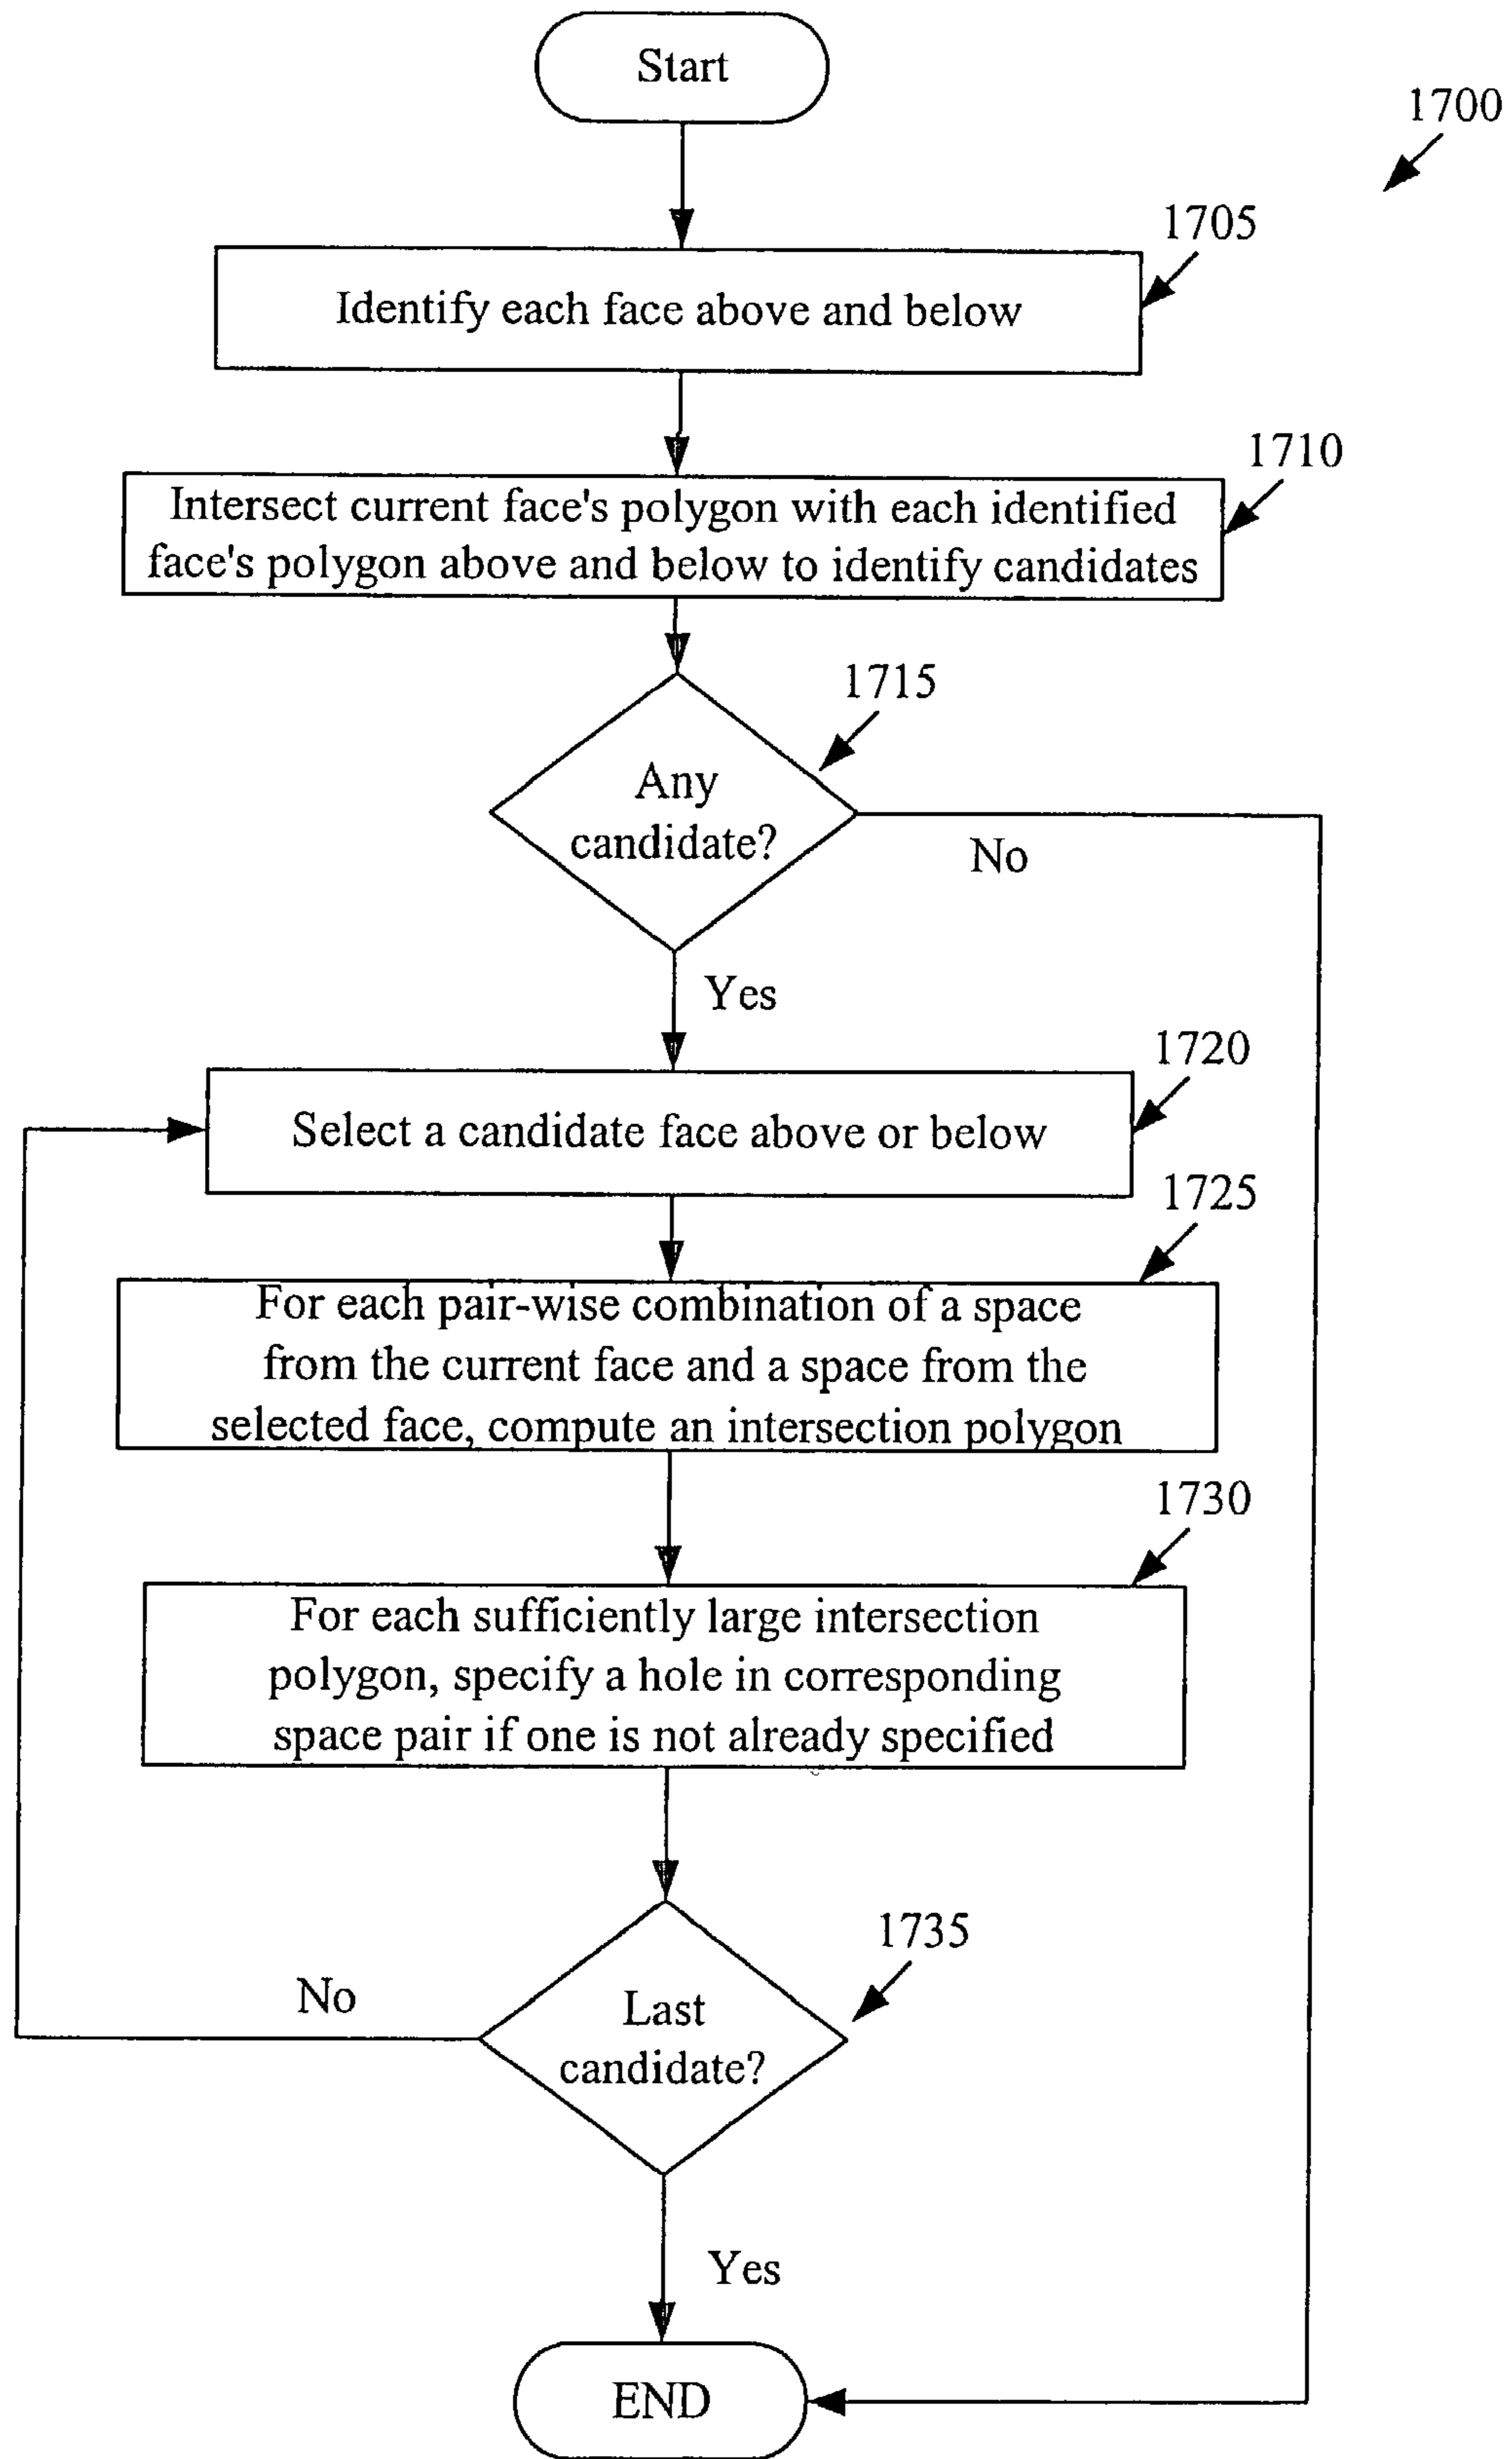 Start
1700
1705
Identify each face above and below
1710
Intersect current face's polygon with each identified
face's polygon above and below to identify candidates
1715
Any
candidate?
No
Yes
1720
Select a candidate face above or below
1725
For each pair-wise combination of a space
from the current face and a space from the
selected face, compute an intersection polygon
1730
For each sufficiently large intersection
polygon, specify a hole in corresponding
space pair if one is not already specified
1735
Last
candidate?
No
Yes
END